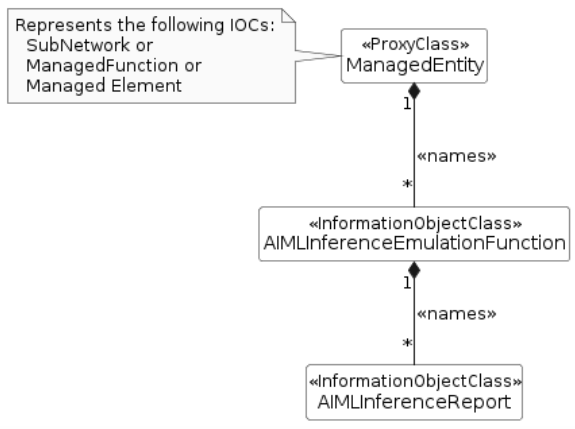 Represents the following IOCs:
SubNetwork or
ManagedFunction or
Managed Element
«ProxyClass»
ManagedEntity
1
«names»
*
«InformationObjectClass»
AIMLInferenceEmulationFunction
1
«names»
*
«InformationObjectClass»
AIMLInferenceReport